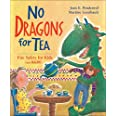 NO
DRAGONS FOR
TEA
Fire Safety for Kids
(and Dragons)
Jean E. Pendziwol
Martine Gourbault